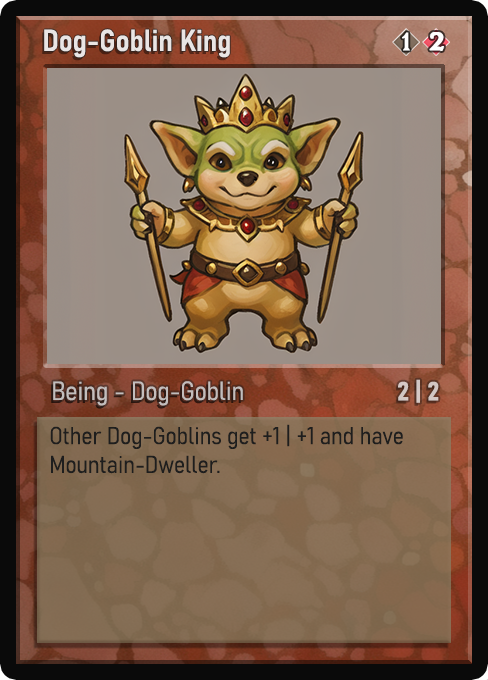 Dog-Goblin King 1 2
Being - Dog-Goblin 2 | 2
Other Dog-Goblins get +1 | +1 and have
Mountain-Dweller.